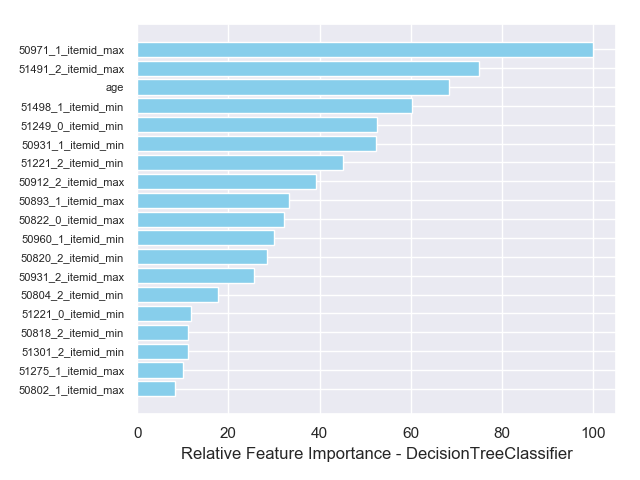 50971_1_itemid_max
51491_2_itemid_max
age
51498_1_itemid_min
51249_0_itemid_min
50931_1_itemid_min
51221_2_itemid_min
50912_2_itemid_max
50893_1_itemid_max
50822_0_itemid_max
50960_1_itemid_min
50820_2_itemid_min
50931_2_itemid_max
50804_2_itemid_min
51221_0_itemid_min
50818_2_itemid_min
51301_2_itemid_min
51275_1_itemid_max
50802_1_itemid_max
0 20 40 60 80 100
Relative Feature Importance - DecisionTreeClassifier